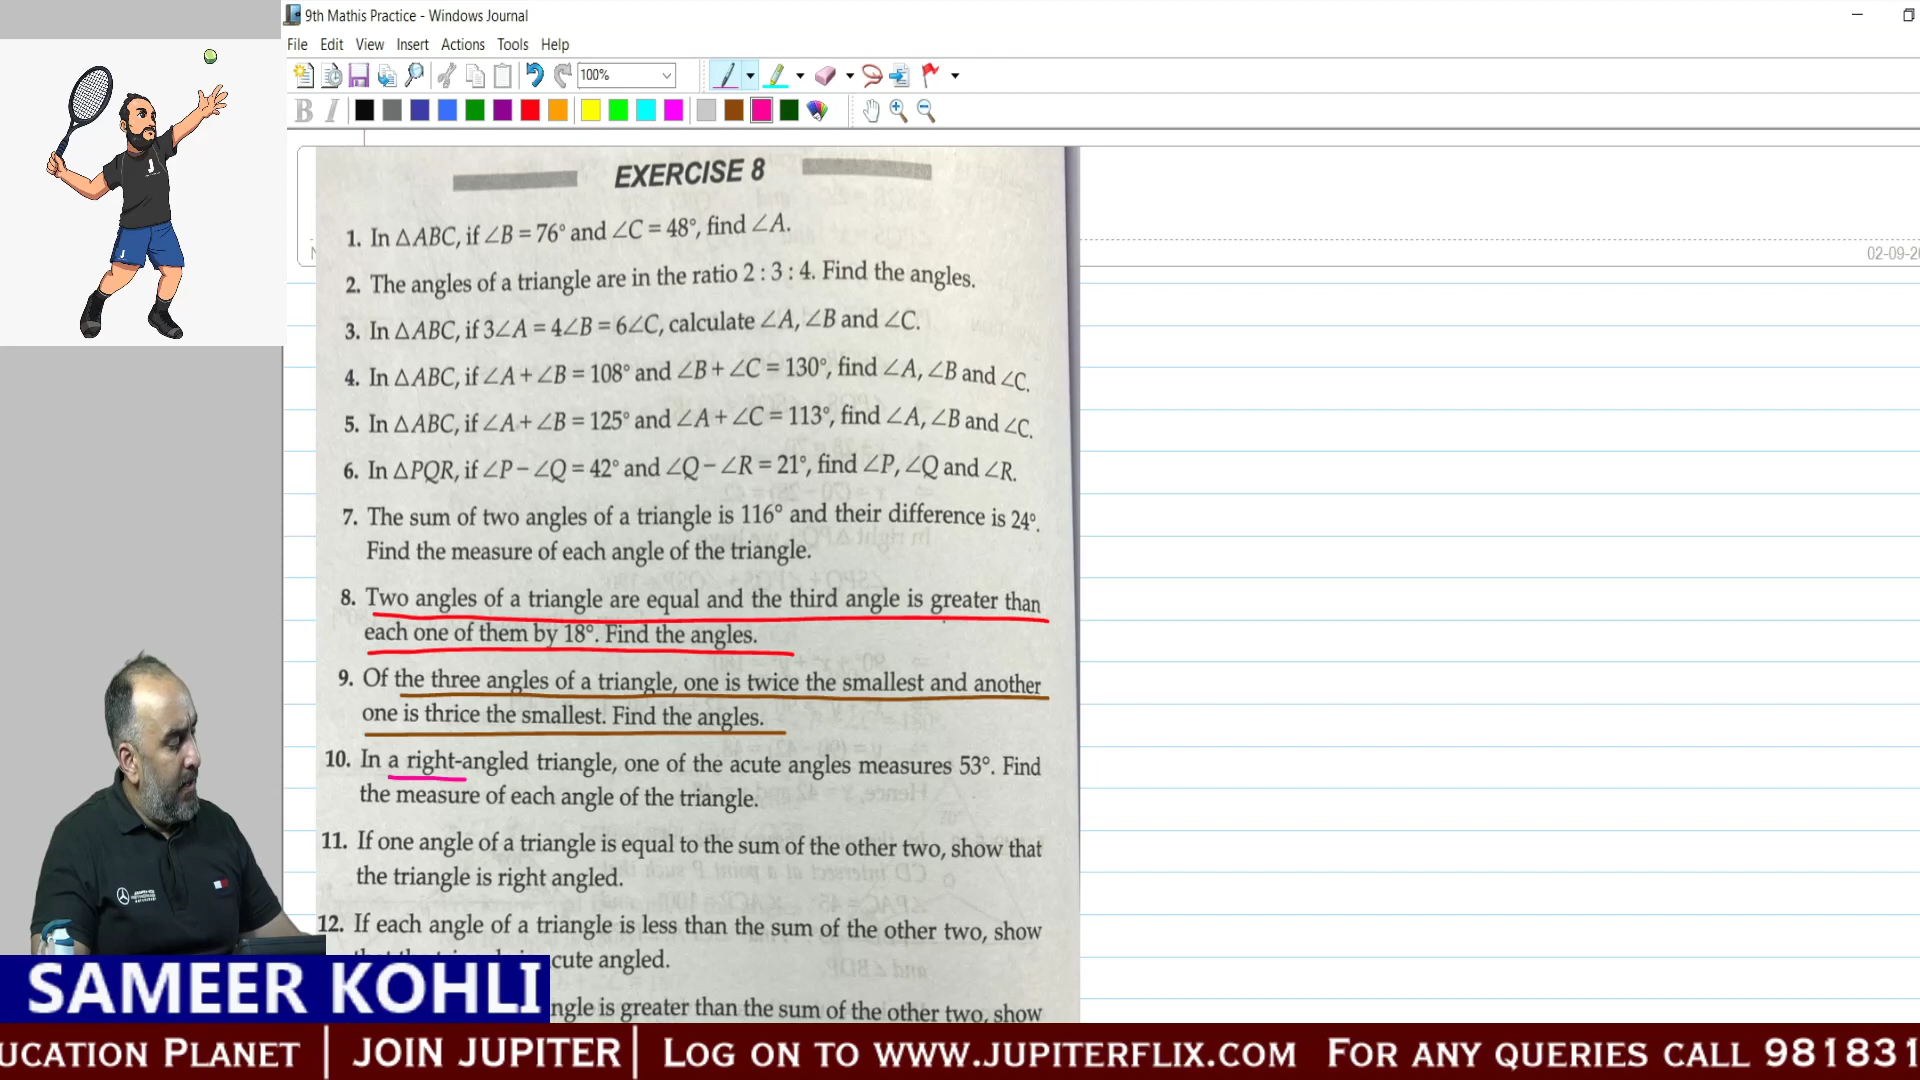 9th Mathis Practice - Windows Journal
File Edit View Insert Actions Tools Help
100%
B I
EXERCISE 8
1. In △ABC, if ∠B = 76° and ∠C = 48°, find ∠A.
2. The angles of a triangle are in the ratio 2 : 3 : 4. Find the angles.
3. In △ABC, if 3∠A = 4∠B = 6∠C, calculate ∠A, ∠B and ∠C.
4. In △ABC, if ∠A + ∠B = 108° and ∠B + ∠C = 130°, find ∠A, ∠B and ∠C.
5. In △ABC, if ∠A + ∠B = 125° and ∠A + ∠C = 113°, find ∠A, ∠B and ∠C.
6. In △PQR, if ∠P − ∠Q = 42° and ∠Q − ∠R = 21°, find ∠P, ∠Q and ∠R.
7. The sum of two angles of a triangle is 116° and their difference is 24°.
Find the measure of each angle of the triangle.
8. Two angles of a triangle are equal and the third angle is greater than
each one of them by 18°. Find the angles.
9. Of the three angles of a triangle, one is twice the smallest and another
one is thrice the smallest. Find the angles.
10. In a right-angled triangle, one of the acute angles measures 53°. Find
the measure of each angle of the triangle.
11. If one angle of a triangle is equal to the sum of the other two, show that
the triangle is right angled.
12. If each angle of a triangle is less than the sum of the other two, show
cute angled.
ngle is greater than the sum of the other two, show
02-09-20
SAMEER KOHLI
UCATION PLANET | JOIN JUPITER | LOG ON TO WWW.JUPITERFLIX.COM FOR ANY QUERIES CALL 981831